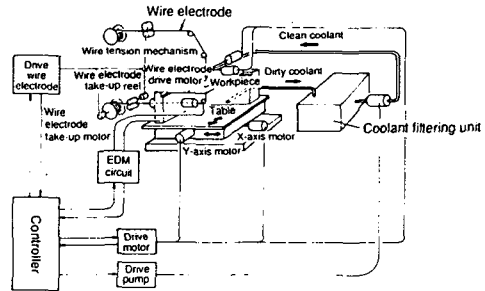 Wire electrode
Clean coolant
Wire tension mechanism
Drive
wire
electrode
Wire electrode
take-up reel
Wire electrode
drive motor
Workpiece
Dirty coolant
Wire
electrode
take-up motor
Table
Coolant filtering unit
X-axis motor
Y-axis motor
EDM
circuit
Controller
Drive
motor
Drive
pump